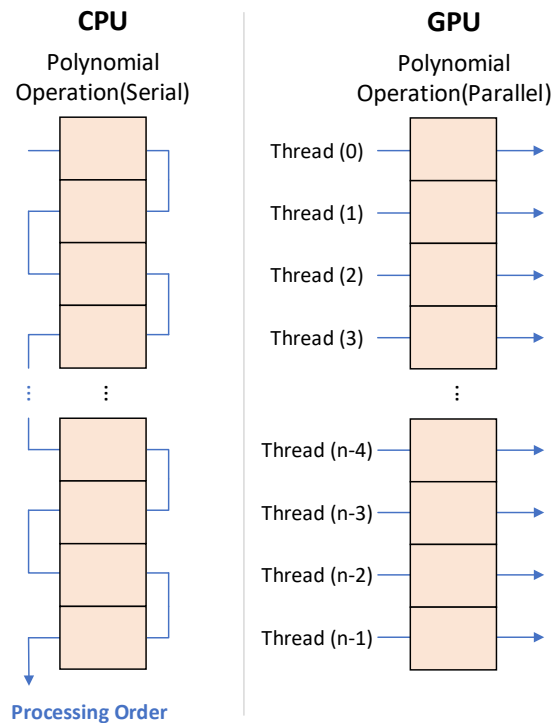 CPU
Polynomial
Operation(Serial)
⋮
⋮
Processing Order
GPU
Polynomial
Operation(Parallel)
Thread (0)
Thread (1)
Thread (2)
Thread (3)
⋮
Thread (n-4)
Thread (n-3)
Thread (n-2)
Thread (n-1)